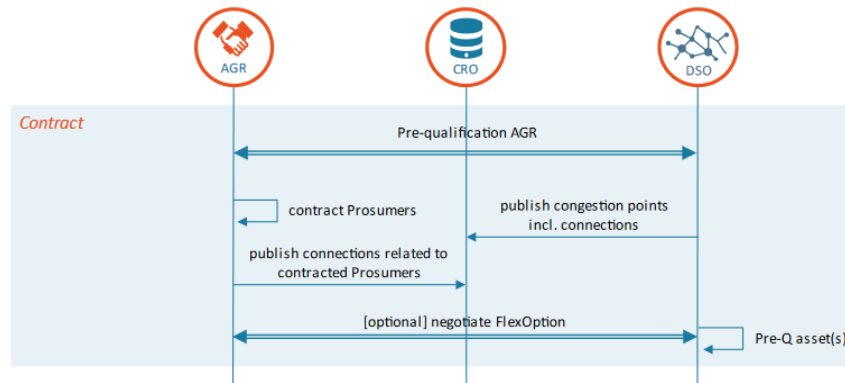 AGR
CRO
DSO
Contract
Pre-qualification AGR
contract Prosumers
publish congestion points
incl. connections
publish connections related to
contracted Prosumers
[optional] negotiate FlexOption
Pre-Q asset(s)